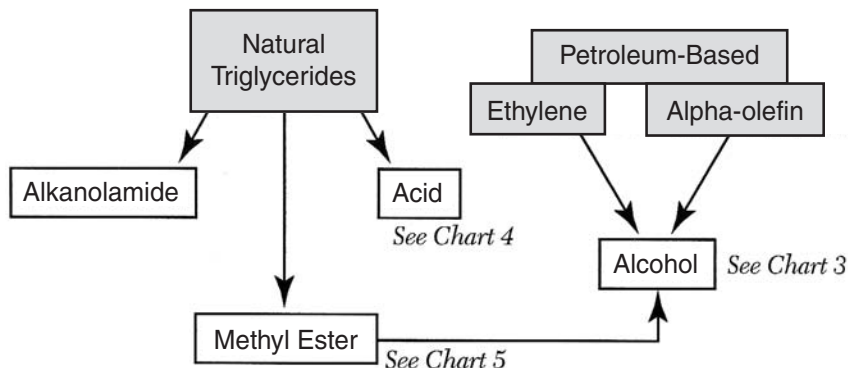 Natural
Triglycerides
Petroleum-Based
Ethylene
Alpha-olefin
Alkanolamide
Acid
See Chart 4
Alcohol
See Chart 3
Methyl Ester
See Chart 5